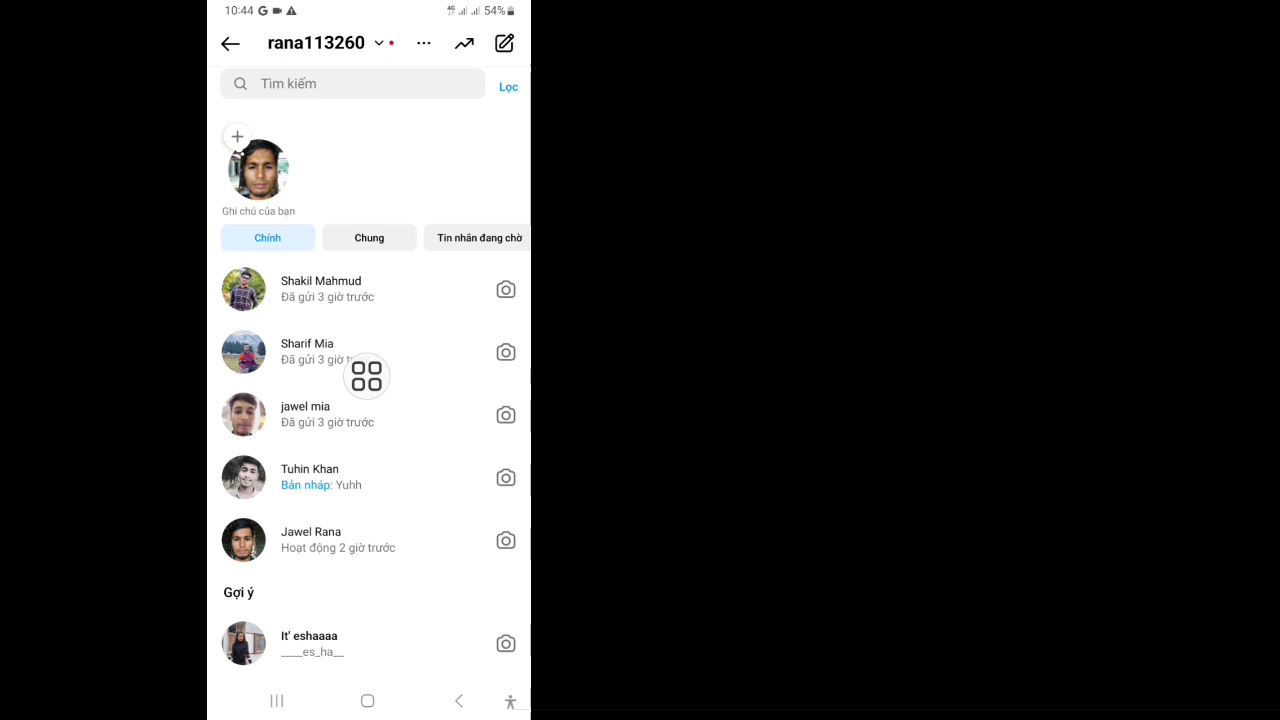 10:44 G 4G 54%
rana113260
Tìm kiếm
Lọc
Ghi chú của bạn
Chính Chung Tin nhắn đang chờ
Shakil Mahmud
Đã gửi 3 giờ trước
Sharif Mia
Đã gửi 3 giờ
jawel mia
Đã gửi 3 giờ trước
Tuhin Khan
Bản nháp: Yuhh
Jawel Rana
Hoạt động 2 giờ trước
Gợi ý
It' eshaaaa
____es_ha__